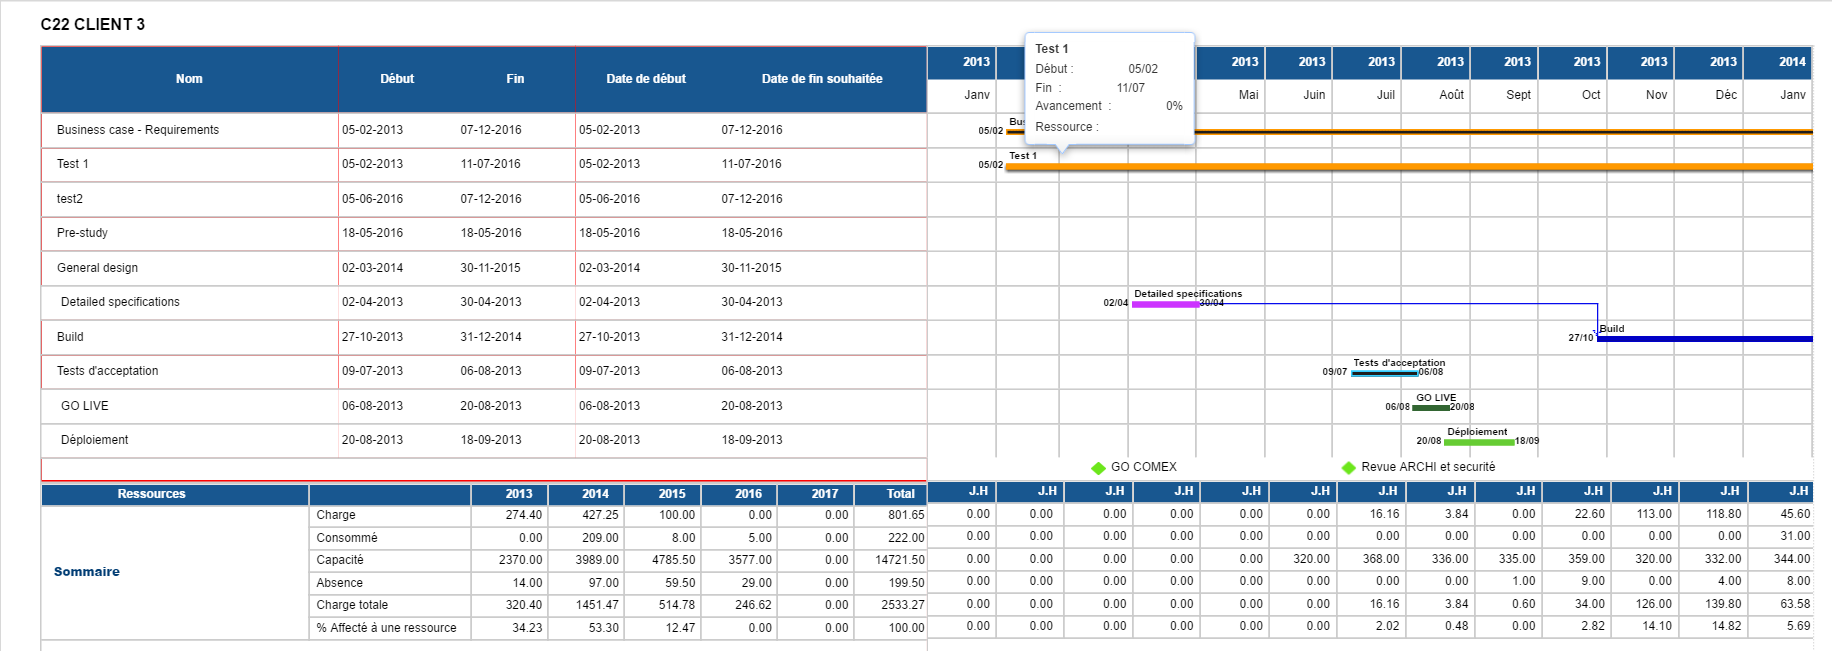 C22 CLIENT 3
Nom Début Fin Date de début Date de fin souhaitée
2013 2013 2013 2013 2013 2013 2013 2013 2013 2014
Janv Mai Juin Juil Août Sept Oct Nov Déc Janv
Test 1
Début : 05/02
Fin : 11/07
Avancement : 0%
Ressource :
Business case - Requirements 05-02-2013 07-12-2016 05-02-2013 07-12-2016 05/02 Bus
Test 1 05-02-2013 11-07-2016 05-02-2013 11-07-2016 05/02 Test 1
test2 05-06-2016 07-12-2016 05-06-2016 07-12-2016
Pre-study 18-05-2016 18-05-2016 18-05-2016 18-05-2016
General design 02-03-2014 30-11-2015 02-03-2014 30-11-2015
Detailed specifications 02-04-2013 30-04-2013 02-04-2013 30-04-2013 02/04 Detailed specifications 30/04
Build 27-10-2013 31-12-2014 27-10-2013 31-12-2014 27/10 Build
Tests d'acceptation 09-07-2013 06-08-2013 09-07-2013 06-08-2013 09/07 Tests d'acceptation 06/08
GO LIVE 06-08-2013 20-08-2013 06-08-2013 20-08-2013 06/08 GO LIVE 20/08
Déploiement 20-08-2013 18-09-2013 20-08-2013 18-09-2013 20/08 Déploiement 18/09
GO COMEX Revue ARCHI et securité
Ressources 2013 2014 2015 2016 2017 Total J.H J.H J.H J.H J.H J.H J.H J.H J.H J.H J.H J.H J.H
Charge 274.40 427.25 100.00 0.00 0.00 801.65 0.00 0.00 0.00 0.00 0.00 0.00 16.16 3.84 0.00 22.60 113.00 118.80 45.60
Consommé 0.00 209.00 8.00 5.00 0.00 222.00 0.00 0.00 0.00 0.00 0.00 0.00 0.00 0.00 0.00 0.00 0.00 0.00 31.00
Capacité 2370.00 3989.00 4785.50 3577.00 0.00 14721.50 0.00 0.00 0.00 0.00 0.00 320.00 368.00 336.00 335.00 359.00 320.00 332.00 344.00
Sommaire
Absence 14.00 97.00 59.50 29.00 0.00 199.50 0.00 0.00 0.00 0.00 0.00 0.00 0.00 0.00 1.00 9.00 0.00 4.00 8.00
Charge totale 320.40 1451.47 514.78 246.62 0.00 2533.27 0.00 0.00 0.00 0.00 0.00 0.00 16.16 3.84 0.60 34.00 126.00 139.80 63.58
% Affecté à une ressource 34.23 53.30 12.47 0.00 0.00 100.00 0.00 0.00 0.00 0.00 0.00 0.00 2.02 0.48 0.00 2.82 14.10 14.82 5.69